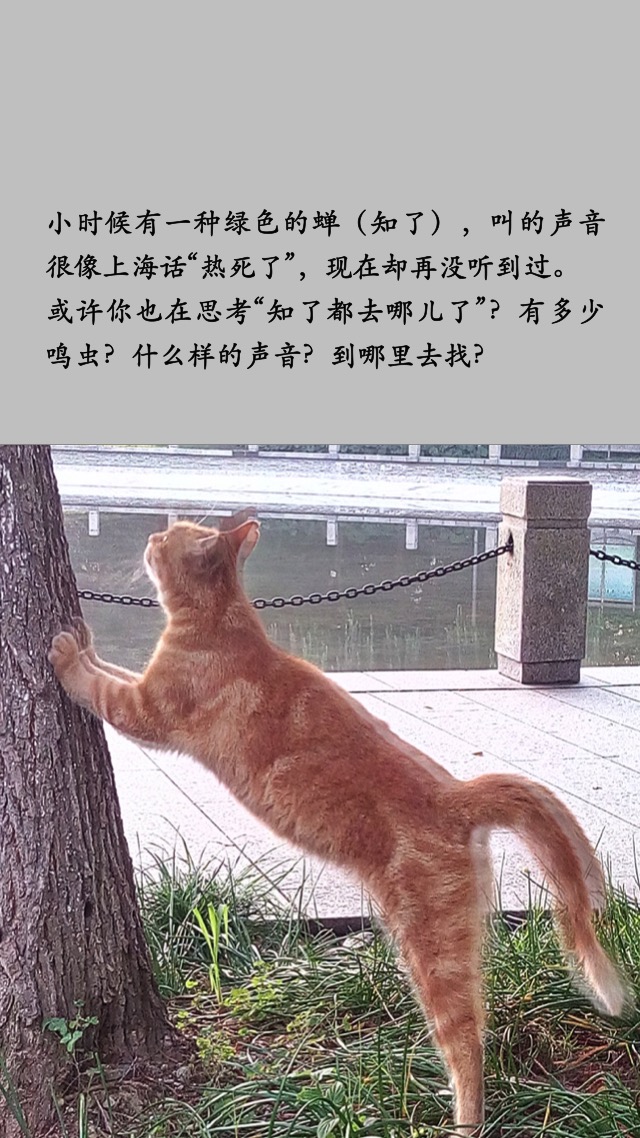 小时候有一种绿色的蝉（知了），叫的声音
很像上海话“热死了”，现在却再没听到过。
或许你也在思考“知了都去哪儿了”？有多少
鸣虫？什么样的声音？到哪里去找？